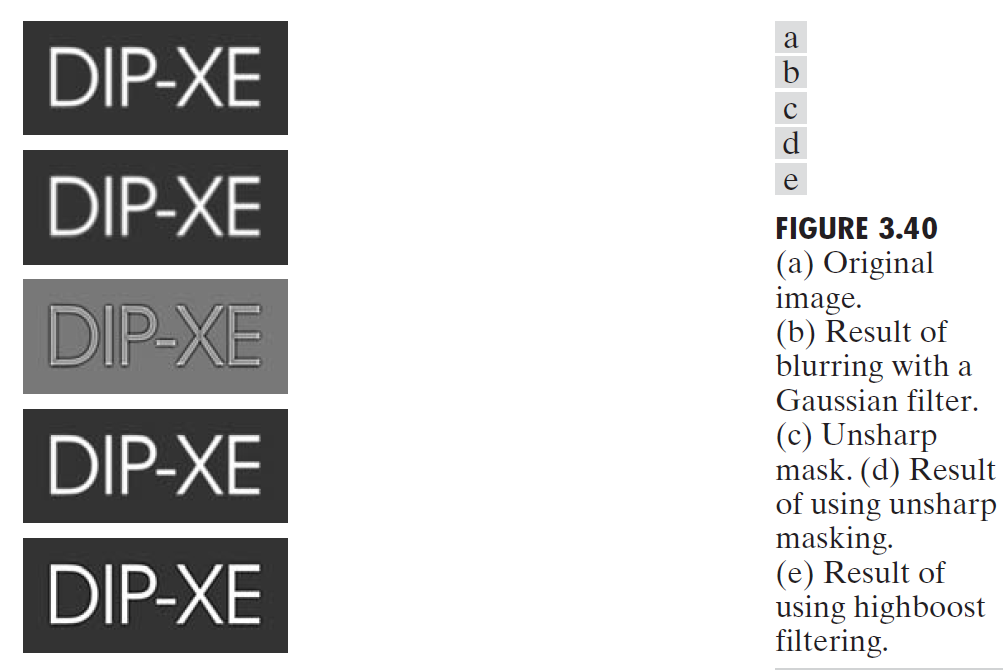 DIP-XE
DIP-XE
DIP-XE
DIP-XE
DIP-XE
a
b
c
d
e
FIGURE 3.40
(a) Original
image.
(b) Result of
blurring with a
Gaussian filter.
(c) Unsharp
mask. (d) Result
of using unsharp
masking.
(e) Result of
using highboost
filtering.